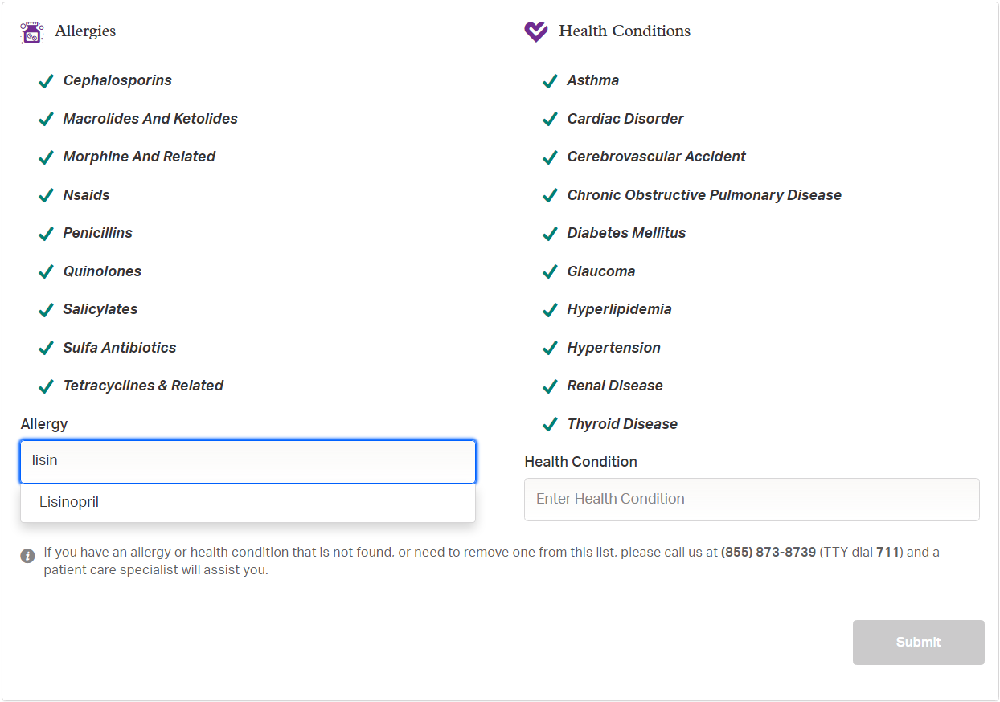 Allergies
Cephalosporins
Macrolides And Ketolides
Morphine And Related
Nsaids
Penicillins
Quinolones
Salicylates
Sulfa Antibiotics
Tetracyclines & Related
Allergy
lisin
Lisinopril
Health Conditions
Asthma
Cardiac Disorder
Cerebrovascular Accident
Chronic Obstructive Pulmonary Disease
Diabetes Mellitus
Glaucoma
Hyperlipidemia
Hypertension
Renal Disease
Thyroid Disease
Health Condition
Enter Health Condition
If you have an allergy or health condition that is not found, or need to remove one from this list, please call us at (855) 873-8739 (TTY dial 711) and a
patient care specialist will assist you.
Submit